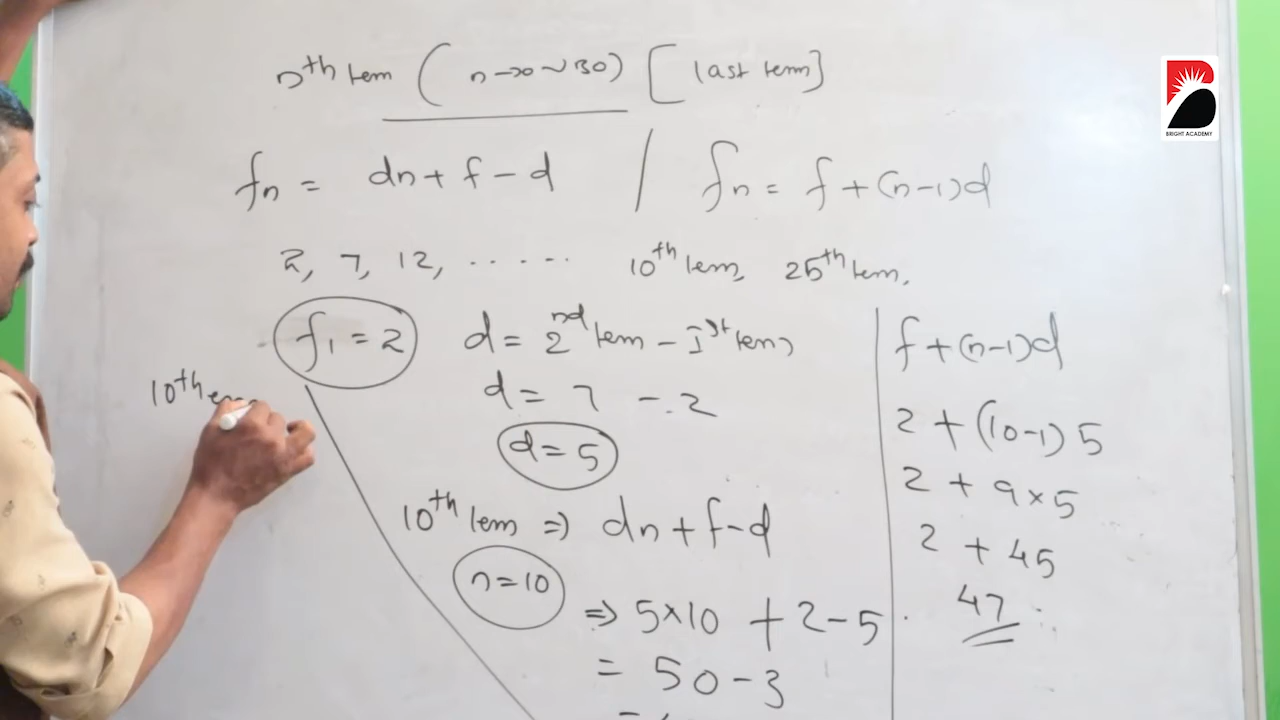 nth term ( n → ) [ last term ]
fn = dn + f - d / fn = f + (n-1)d
2, 7, 12, ...... 10th term, 25th term,
f1 = 2
d = 2nd term - 1st term
d = 7 - 2
d = 5
10th
10th term ⇒ dn + f - d
n = 10
⇒ 5×10 + 2 - 5
= 50 - 3
=
f + (n-1)d
2 + (10-1) 5
2 + 9×5
2 + 45
47
BRIGHT ACADEMY